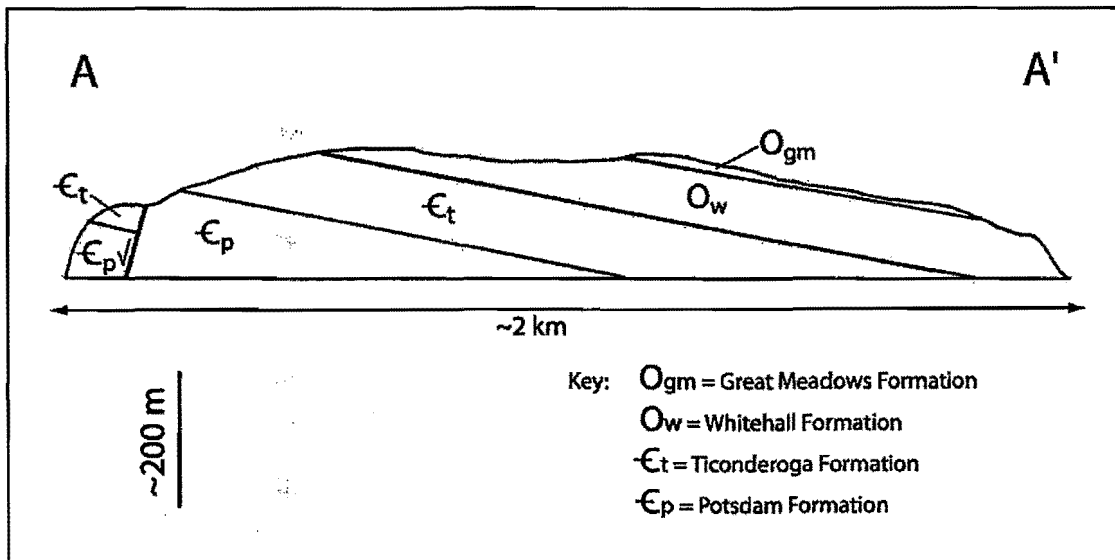 A
A'
Ogm
Ꞓt
Ow
Ꞓt
Ꞓp
Ꞓp
~2 km
Key: Ogm = Great Meadows Formation
Ow = Whitehall Formation
Ꞓt = Ticonderoga Formation
Ꞓp = Potsdam Formation
~200 m